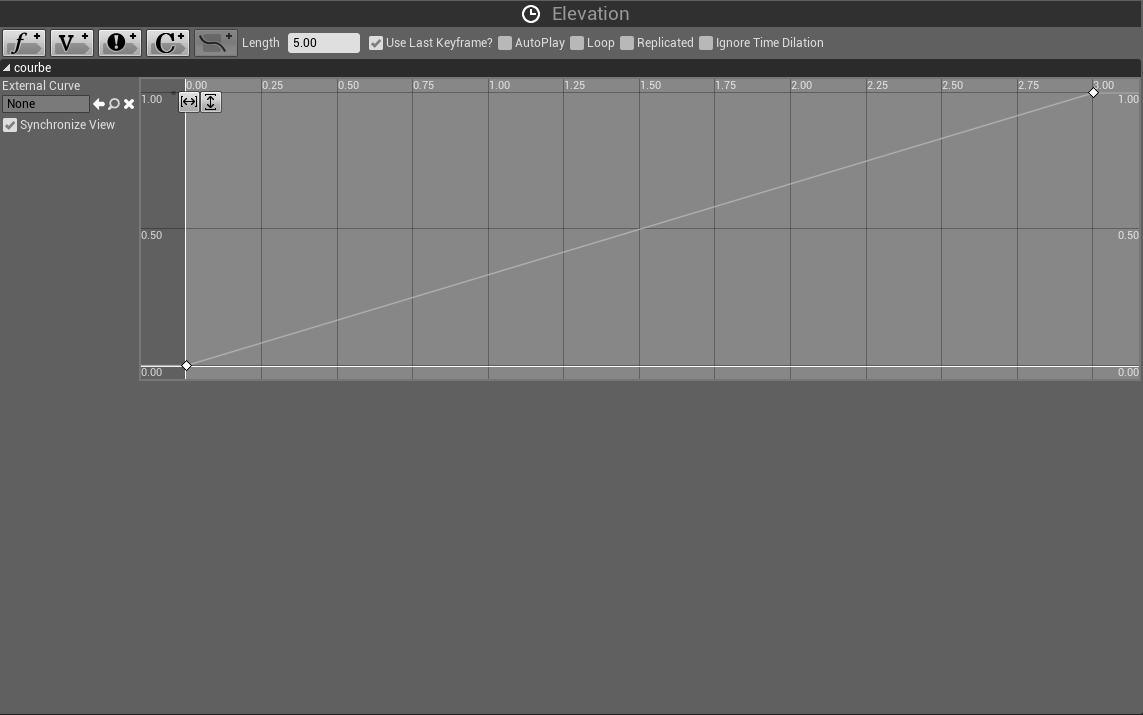 Elevation
f+ V+ !+ C+ + Length 5.00 Use Last Keyframe? AutoPlay Loop Replicated Ignore Time Dilation
courbe
External Curve
None
Synchronize View
0.00 0.25 0.50 0.75 1.00 1.25 1.50 1.75 2.00 2.25 2.50 2.75 3.00
1.00 1.00
0.50 0.50
0.00 0.00